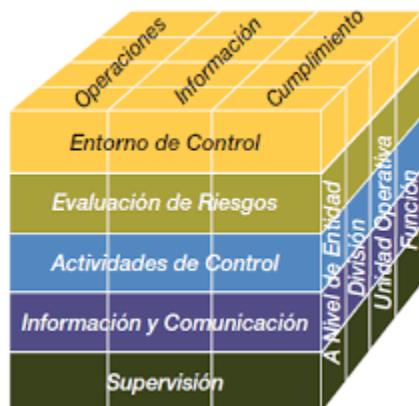 Operaciones
Información
Cumplimiento
Entorno de Control
Evaluación de Riesgos
Actividades de Control
Información y Comunicación
Supervisión
A Nivel de Entidad
División
Unidad Operativa
Función